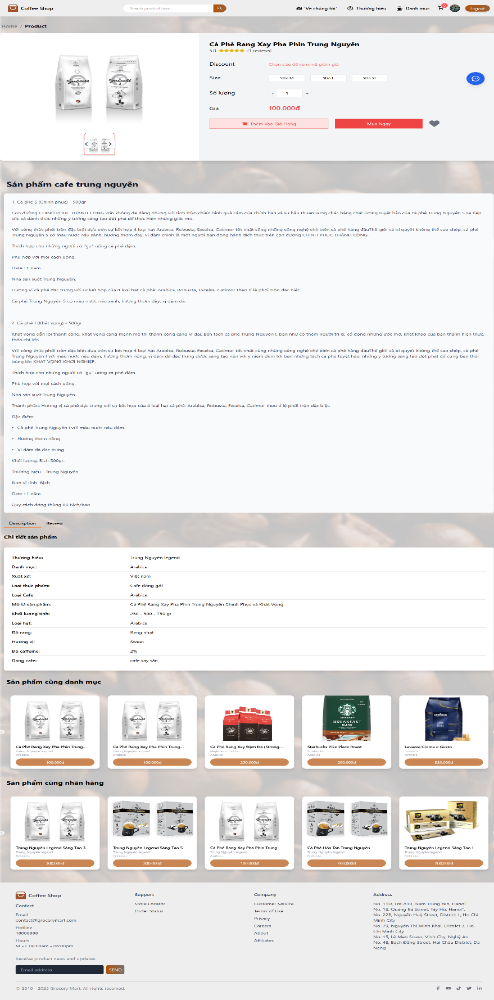 Coffee Shop
Search product here
"Về chúng tôi"
Thương hiệu
Danh mục
0
Logout
Home / Product
Cà Phê Rang Xay Pha Phin Trung Nguyên
5.0 (1 reviews)
Discount
Chọn size để xem mã giảm giá
Size
Size M
Size L
Size XL
Số lượng
- 1 +
Giá
100.000đ
Thêm Vào Giỏ Hàng
Mua Ngay
Sản phẩm cafe trung nguyên
1. Cà phê S (Chinh phục) - 500gr
Con đường CHINH PHỤC THÀNH CÔNG vốn không dễ dàng nhưng với tinh thần chiến binh quả cảm của chính bạn và sự hậu thuẫn vững chắc bằng chất lượng tuyệt hảo của cà phê Trung Nguyên S sẽ tiếp
sức và đánh thức những ý tưởng sáng tạo đột phá để thực hiện những giấc mơ.
Với công thức phối trộn đặc biệt dựa trên sự kết hợp 4 loại hạt Arabica, Robusta, Excelsa, Catimor tốt nhất cùng những công nghệ chế biến cà phê hàng đầuThế giới và bí quyết không thể sao chép, cà phê
Trung Nguyên S có màu nước nâu sánh, hương thơm đầy, vị đậm chính là một người bạn đồng hành đích thực trên con đường CHINH PHỤC THÀNH CÔNG.
Thích hợp cho những người có "gu" uống cà phê đậm.
Phù hợp với mọi cách uống.
Date : 1 năm
Nhà sản xuất:Trung Nguyên.
Hương vị cà phê đặc trưng với sự kết hợp của 4 loại hạt cà phê: Arabica, Robusta, Excelsa, Catimor theo tỉ lệ phối trộn đặc biệt
Cà phê Trung Nguyên S có màu nước nâu sánh, hương thơm đầy, vị đậm đà.
2. Cà phê I (Khát vọng) - 500gr
Khát vọng dẫn lối thành công, khát vọng càng mạnh mẽ thì thành công càng vĩ đại. Bên tách cà phê Trung Nguyên I, bạn như có thêm người tri kỉ, cổ động những ước mơ, khát khao của bạn thành hiện thực,
thỏa chí lớn.
Với công thức phối trộn đặc biệt dựa trên sự kết hợp 4 loại hạt Arabica, Robusta, Excelsa, Catimor tốt nhất cùng những công nghệ chế biến cà phê hàng đầuThế giới và bí quyết không thể sao chép, cà phê
Trung Nguyên I với màu nước nâu đậm, hương thơm nồng, vị đậm đà đặc trưng được sáng tạo nên với ý niệm đem tới bạn những tách cà phê tuyệt hảo, những ý tưởng sáng tạo đột phát để cùng bạn thổi
bùng lên KHÁT VỌNG KHỞI NGHIỆP.
Thích hợp cho những người có "gu" uống cà phê đậm.
Phù hợp với mọi cách uống.
Nhà sản xuất:Trung Nguyên.
Thành phần: Hương vị cà phê đặc trưng với sự kết hợp của 4 loại hạt cà phê: Arabica, Robusta, Excelsa, Catimor theo tỉ lệ phối trộn đặc biệt.
Đặc điểm:
• Cà phê Trung Nguyên I với màu nước nâu đậm.
• Hương thơm nồng.
• Vị đậm đà đặc trưng
Khối lượng: Bịch 500gr.
Thương hiệu Trung Nguyên
Đơn vị tính Bịch
Date : 1 năm
Quy cách đóng thùng 80 Bịch/bao
Description
Review
Chi tiết sản phẩm
Thương hiệu: Trung Nguyên legend
Danh mục: Arabica
Xuất xứ: Việt nam
Loại thực phẩm: Cafe đóng gói
Loại Cafe: Arabica
Mô tả sản phẩm: Cà Phê Rang Xay Pha Phin Trung Nguyên Chinh Phục và Khát Vọng
Khối lượng tịnh: 250 - 500 - 750 gr
Loại hạt: Arabica
Độ rang: Rang nhạt
Hương vị: Sweet
Độ caffeine: 2%
Dạng cafe: cafe xay sẵn
Sản phẩm cùng danh mục
Cà Phê Rang Xay Pha Phin Trung...
Trung Nguyên legend
Arabica
100.000đ
Cà Phê Rang Xay Pha Phin Trung...
Trung Nguyên legend
Arabica
100.000đ
Cà Phê Rang Xay Đậm Đà (Strong...
Highlands Coffee
Arabica
250.000đ
BREAKFAST
BLEND
Starbucks Pike Place Roast
Starbucks
Arabica
200.000đ
LAVAZZA
Lavazza Crema e Gusto
Lavazza
Arabica
320.000đ
Sản phẩm cùng nhãn hàng
Trung Nguyên Legend Sáng Tạo 3
Trung Nguyên legend
Robusta
300.000đ
Trung Nguyên Legend Sáng Tạo 5
Trung Nguyên legend
Robusta
300.000đ
Cà Phê Rang Xay Pha Phin Trung...
Trung Nguyên legend
Arabica
100.000đ
Cà Phê Hòa Tan Trung Nguyên
Trung Nguyên legend
Robusta
200.000đ
Trung Nguyên Legend Sáng Tạo 1
Trung Nguyên legend
Robusta
200.000đ
Coffee Shop
Contact
Email
contact@grocerymart.com
Hotline
18008888
Hours
M - F 08:00am - 06:00pm
Support
Store Locator
Order Status
Company
Customer Service
Terms of Use
Privacy
Careers
About
Affiliates
Address
No. 11D, Lot A10, Nam Trung Yen, Hanoi
No. 18, Quảng Bá Street, Tây Hồ, Hanoi",
No. 22B, Nguyễn Huệ Street, District 1, Ho Chi
Minh City
No. 79, Nguyễn Thị Minh Khai, District 3, Ho
Chi Minh City
No. 15, Lê Mao Street, Vinh City, Nghệ An
No. 48, Bạch Đằng Street, Hải Châu District, Da
Nang
Receive product news and updates.
Email address
SEND
© 2010 - 2025 Grocery Mart. All rights reserved.